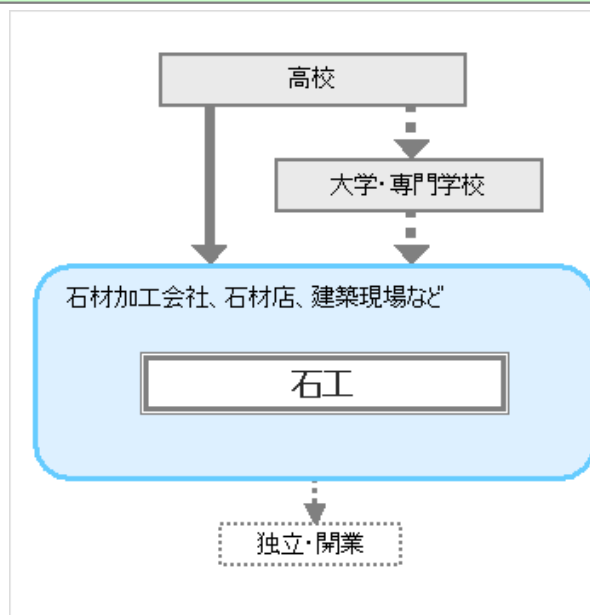 高校
大学・専門学校
石材加工会社、石材店、建築現場など
石工
独立・開業